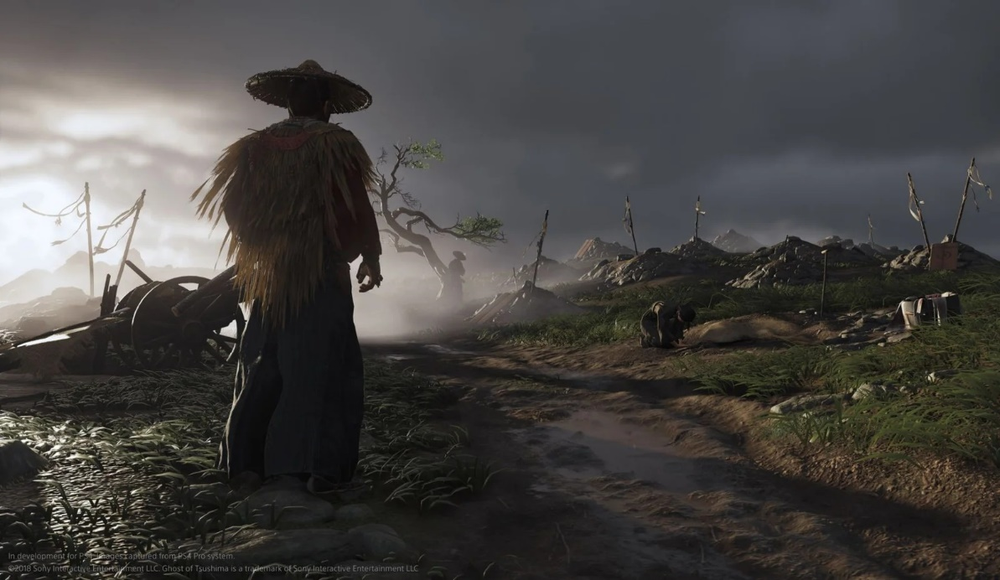 In development for PS4. Images captured from PS4 Pro system.
©2018 Sony Interactive Entertainment LLC. Ghost of Tsushima is a trademark of Sony Interactive Entertainment LLC